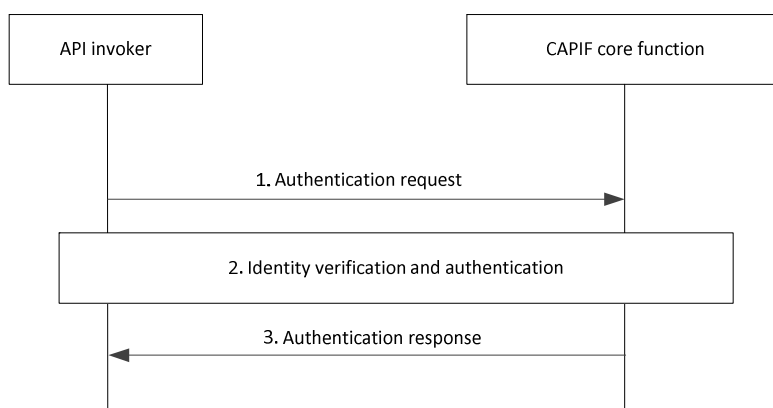 API invoker
CAPIF core function
1. Authentication request
2. Identity verification and authentication
3. Authentication response